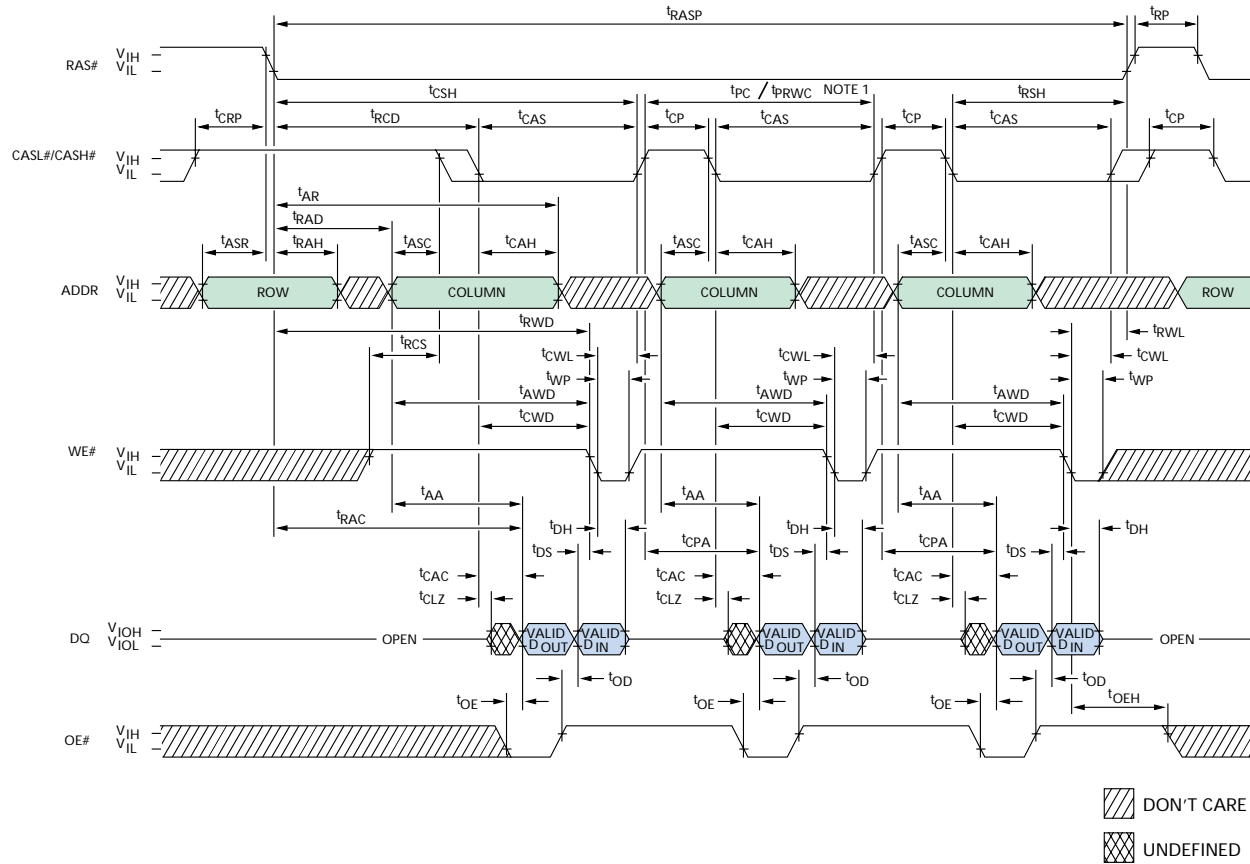 tRASP tRP
RAS# VIH
VIL
tCSH tPC / tPRWC NOTE 1 tRSH
tCRP tRCD tCAS tCP tCAS tCP tCAS tCP
CASL#/CASH# VIH
VIL
tAR
tRAD
tASR tRAH tASC tCAH tASC tCAH tASC tCAH
ADDR VIH
VIL
ROW COLUMN COLUMN COLUMN ROW
tRWD tRWL
tRCS tCWL tCWL tCWL
tWP tWP tWP
tAWD tAWD tAWD
tCWD tCWD tCWD
WE# VIH
VIL
tAA tAA tAA
tRAC tDH tDH tDH
tDS tCPA tDS tCPA tDS
tCAC tCAC tCAC
tCLZ tCLZ tCLZ
DQ VIOH
VIOL
OPEN VALID DOUT VALID DIN VALID DOUT VALID DIN VALID DOUT VALID DIN OPEN
tOD tOD tOD
tOE tOE tOE tOEH
OE# VIH
VIL
DON'T CARE
UNDEFINED